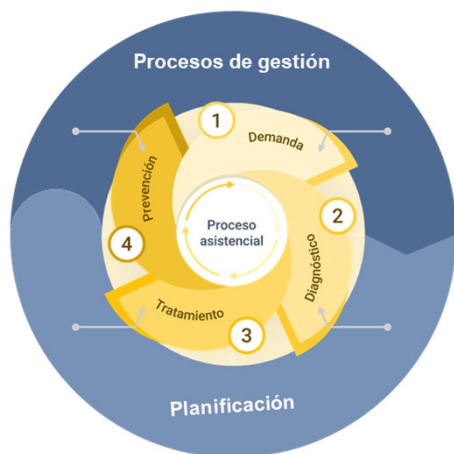 Procesos de gestión
1
Demanda
2
Diagnóstico
3
Tratamiento
4
Prevención
Proceso
asistencial
Planificación